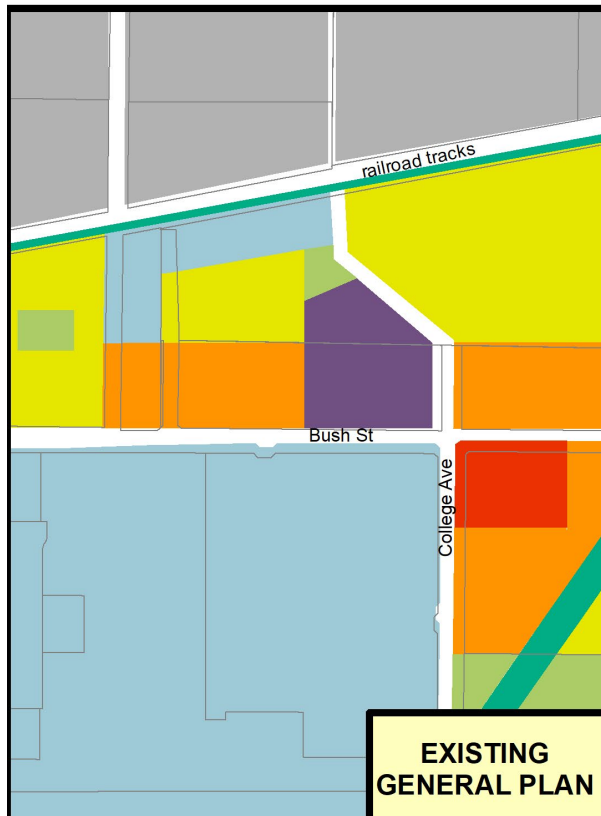 railroad tracks
Bush St
College Ave
EXISTING
GENERAL PLAN